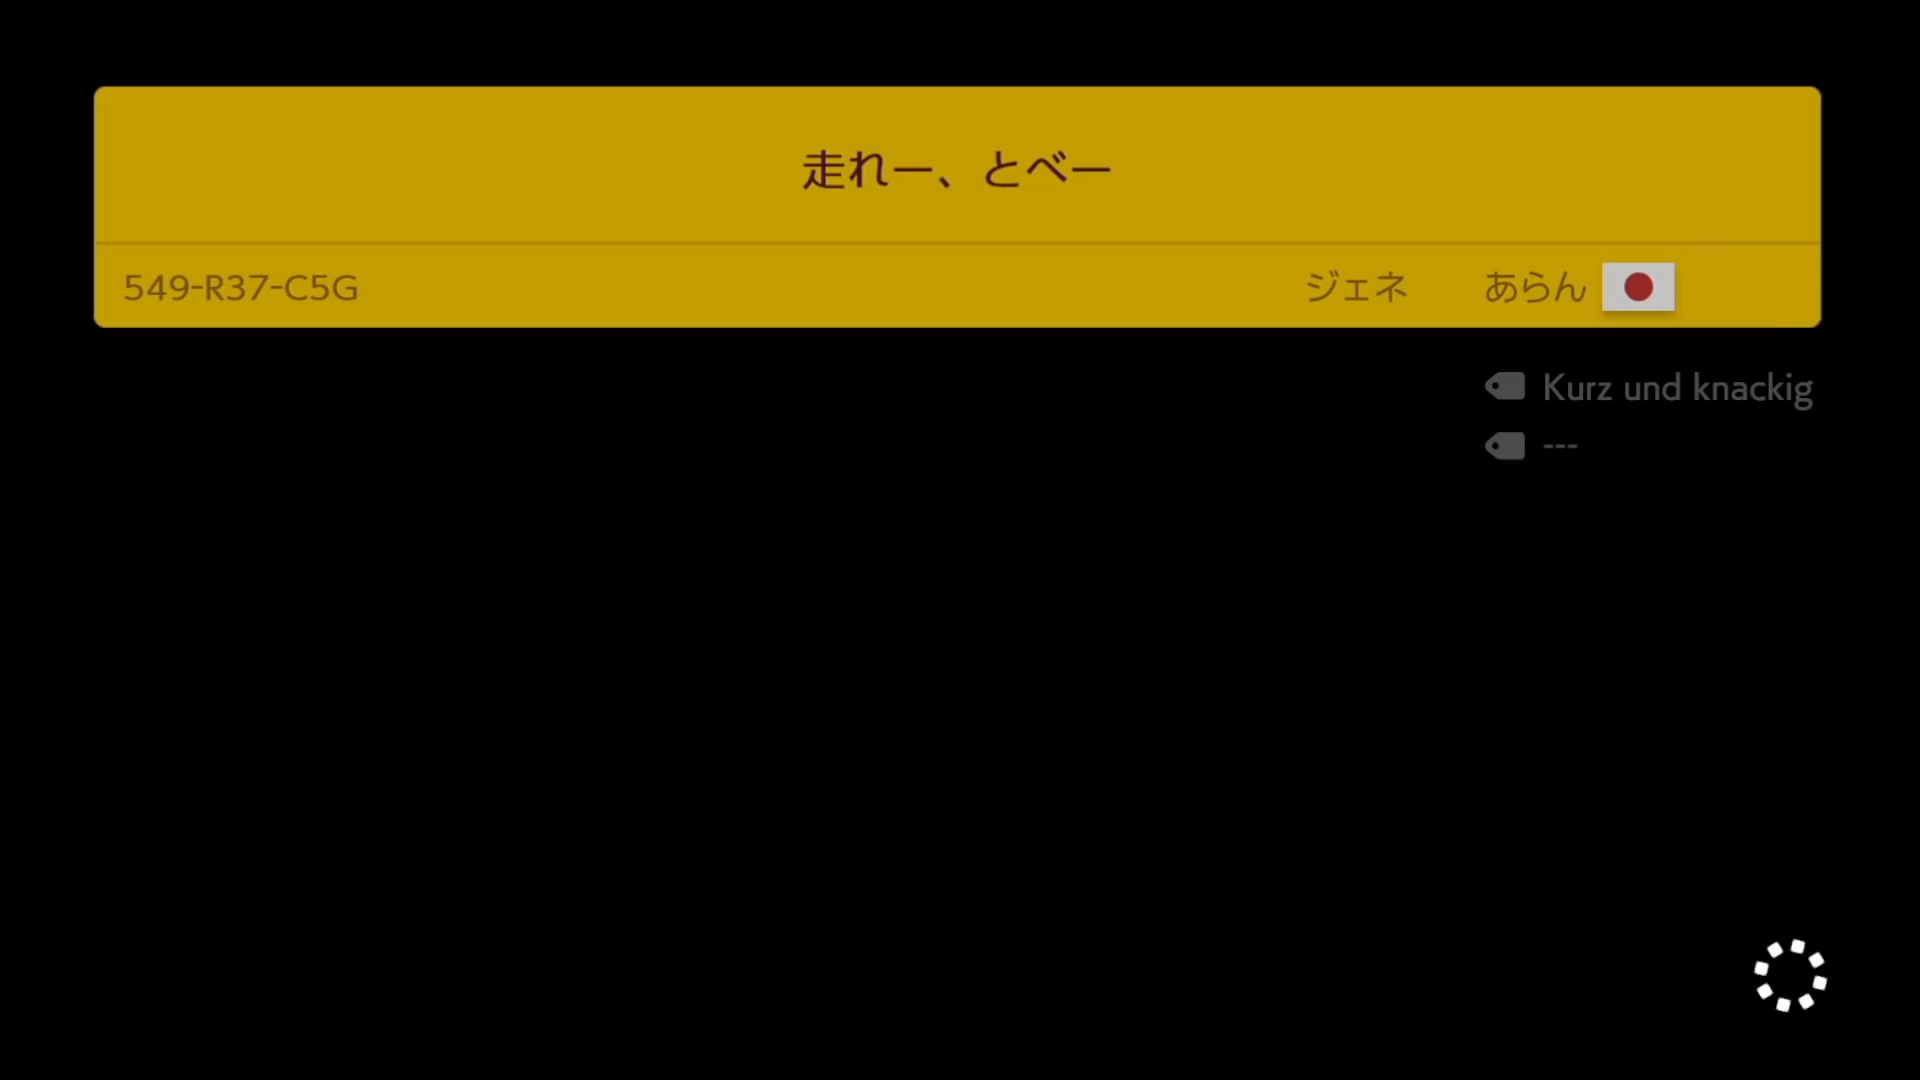 走れー、とべー
549-R37-C5G
ジェネ あらん
Kurz und knackig
---